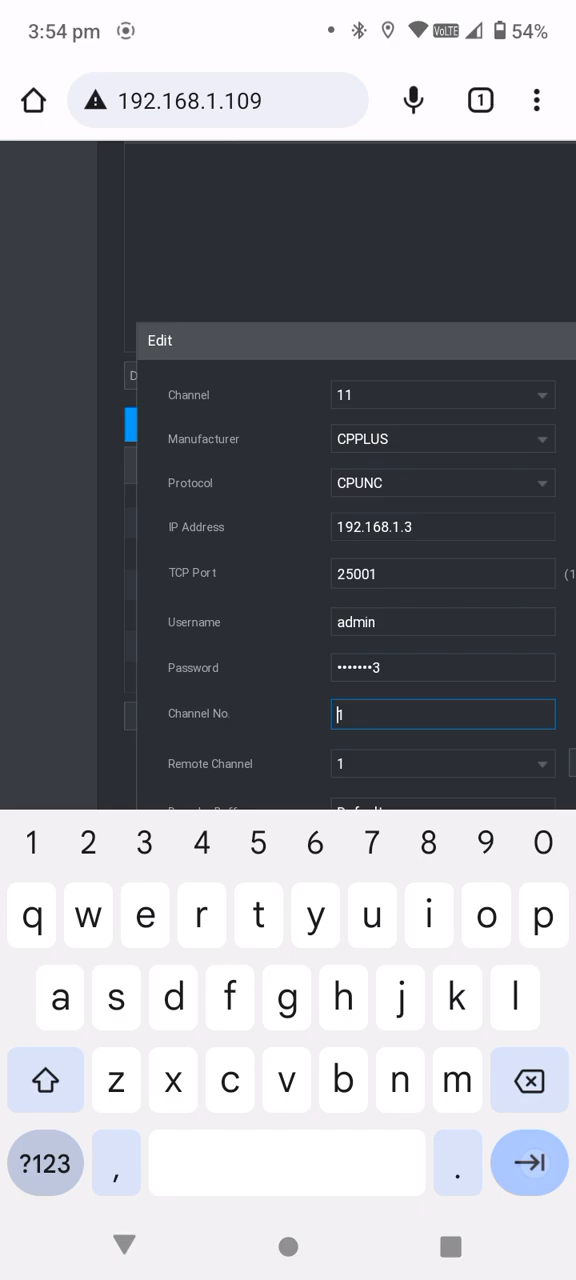 3:54 pm VoLTE 54%
192.168.1.109 1
Edit
D
Channel 11
Manufacturer CPPLUS
Protocol CPUNC
IP Address 192.168.1.3
TCP Port 25001 (1
Username admin
Password •••••••3
Channel No. 1
Remote Channel 1
1 2 3 4 5 6 7 8 9 0
q w e r t y u i o p
a s d f g h j k l
z x c v b n m
?123 , .